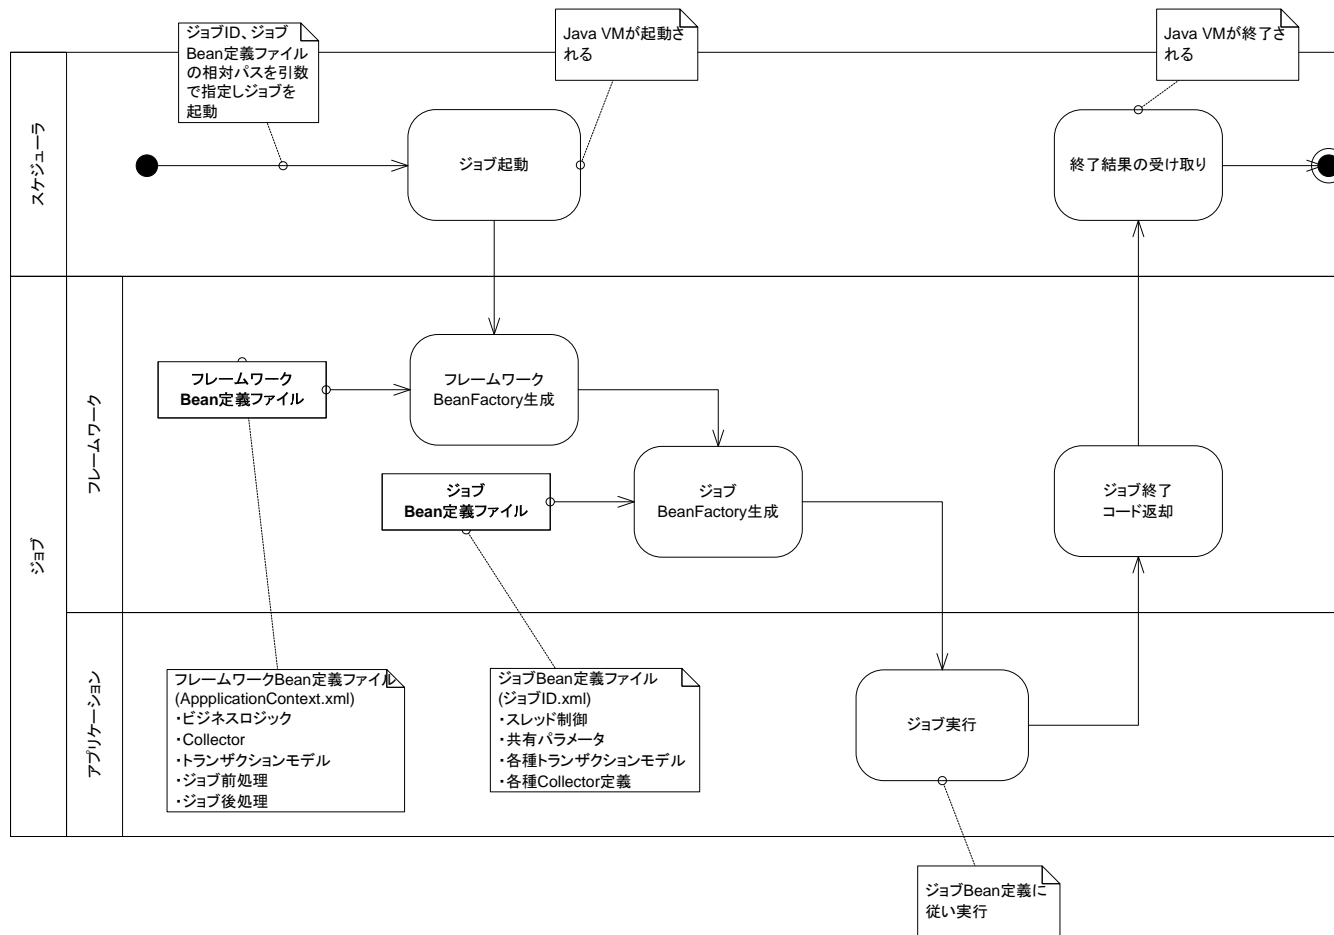 ジョブID、ジョブ
Bean定義ファイル
の相対パスを引数
で指定しジョブを
起動
Java VMが起動さ
れる
Java VMが終了さ
れる
スケジューラ
ジョブ起動
終了結果の受け取り
ジョブ
フレームワーク
フレームワーク
Bean定義ファイル
フレームワーク
BeanFactory生成
ジョブ
Bean定義ファイル
ジョブ
BeanFactory生成
ジョブ終了
コード返却
アプリケーション
フレームワークBean定義ファイル
(AppplicationContext.xml)
・ビジネスロジック
・Collector
・トランザクションモデル
・ジョブ前処理
・ジョブ後処理
ジョブBean定義ファイル
(ジョブID.xml)
・スレッド制御
・共有パラメータ
・各種トランザクションモデル
・各種Collector定義
ジョブ実行
ジョブBean定義に
従い実行